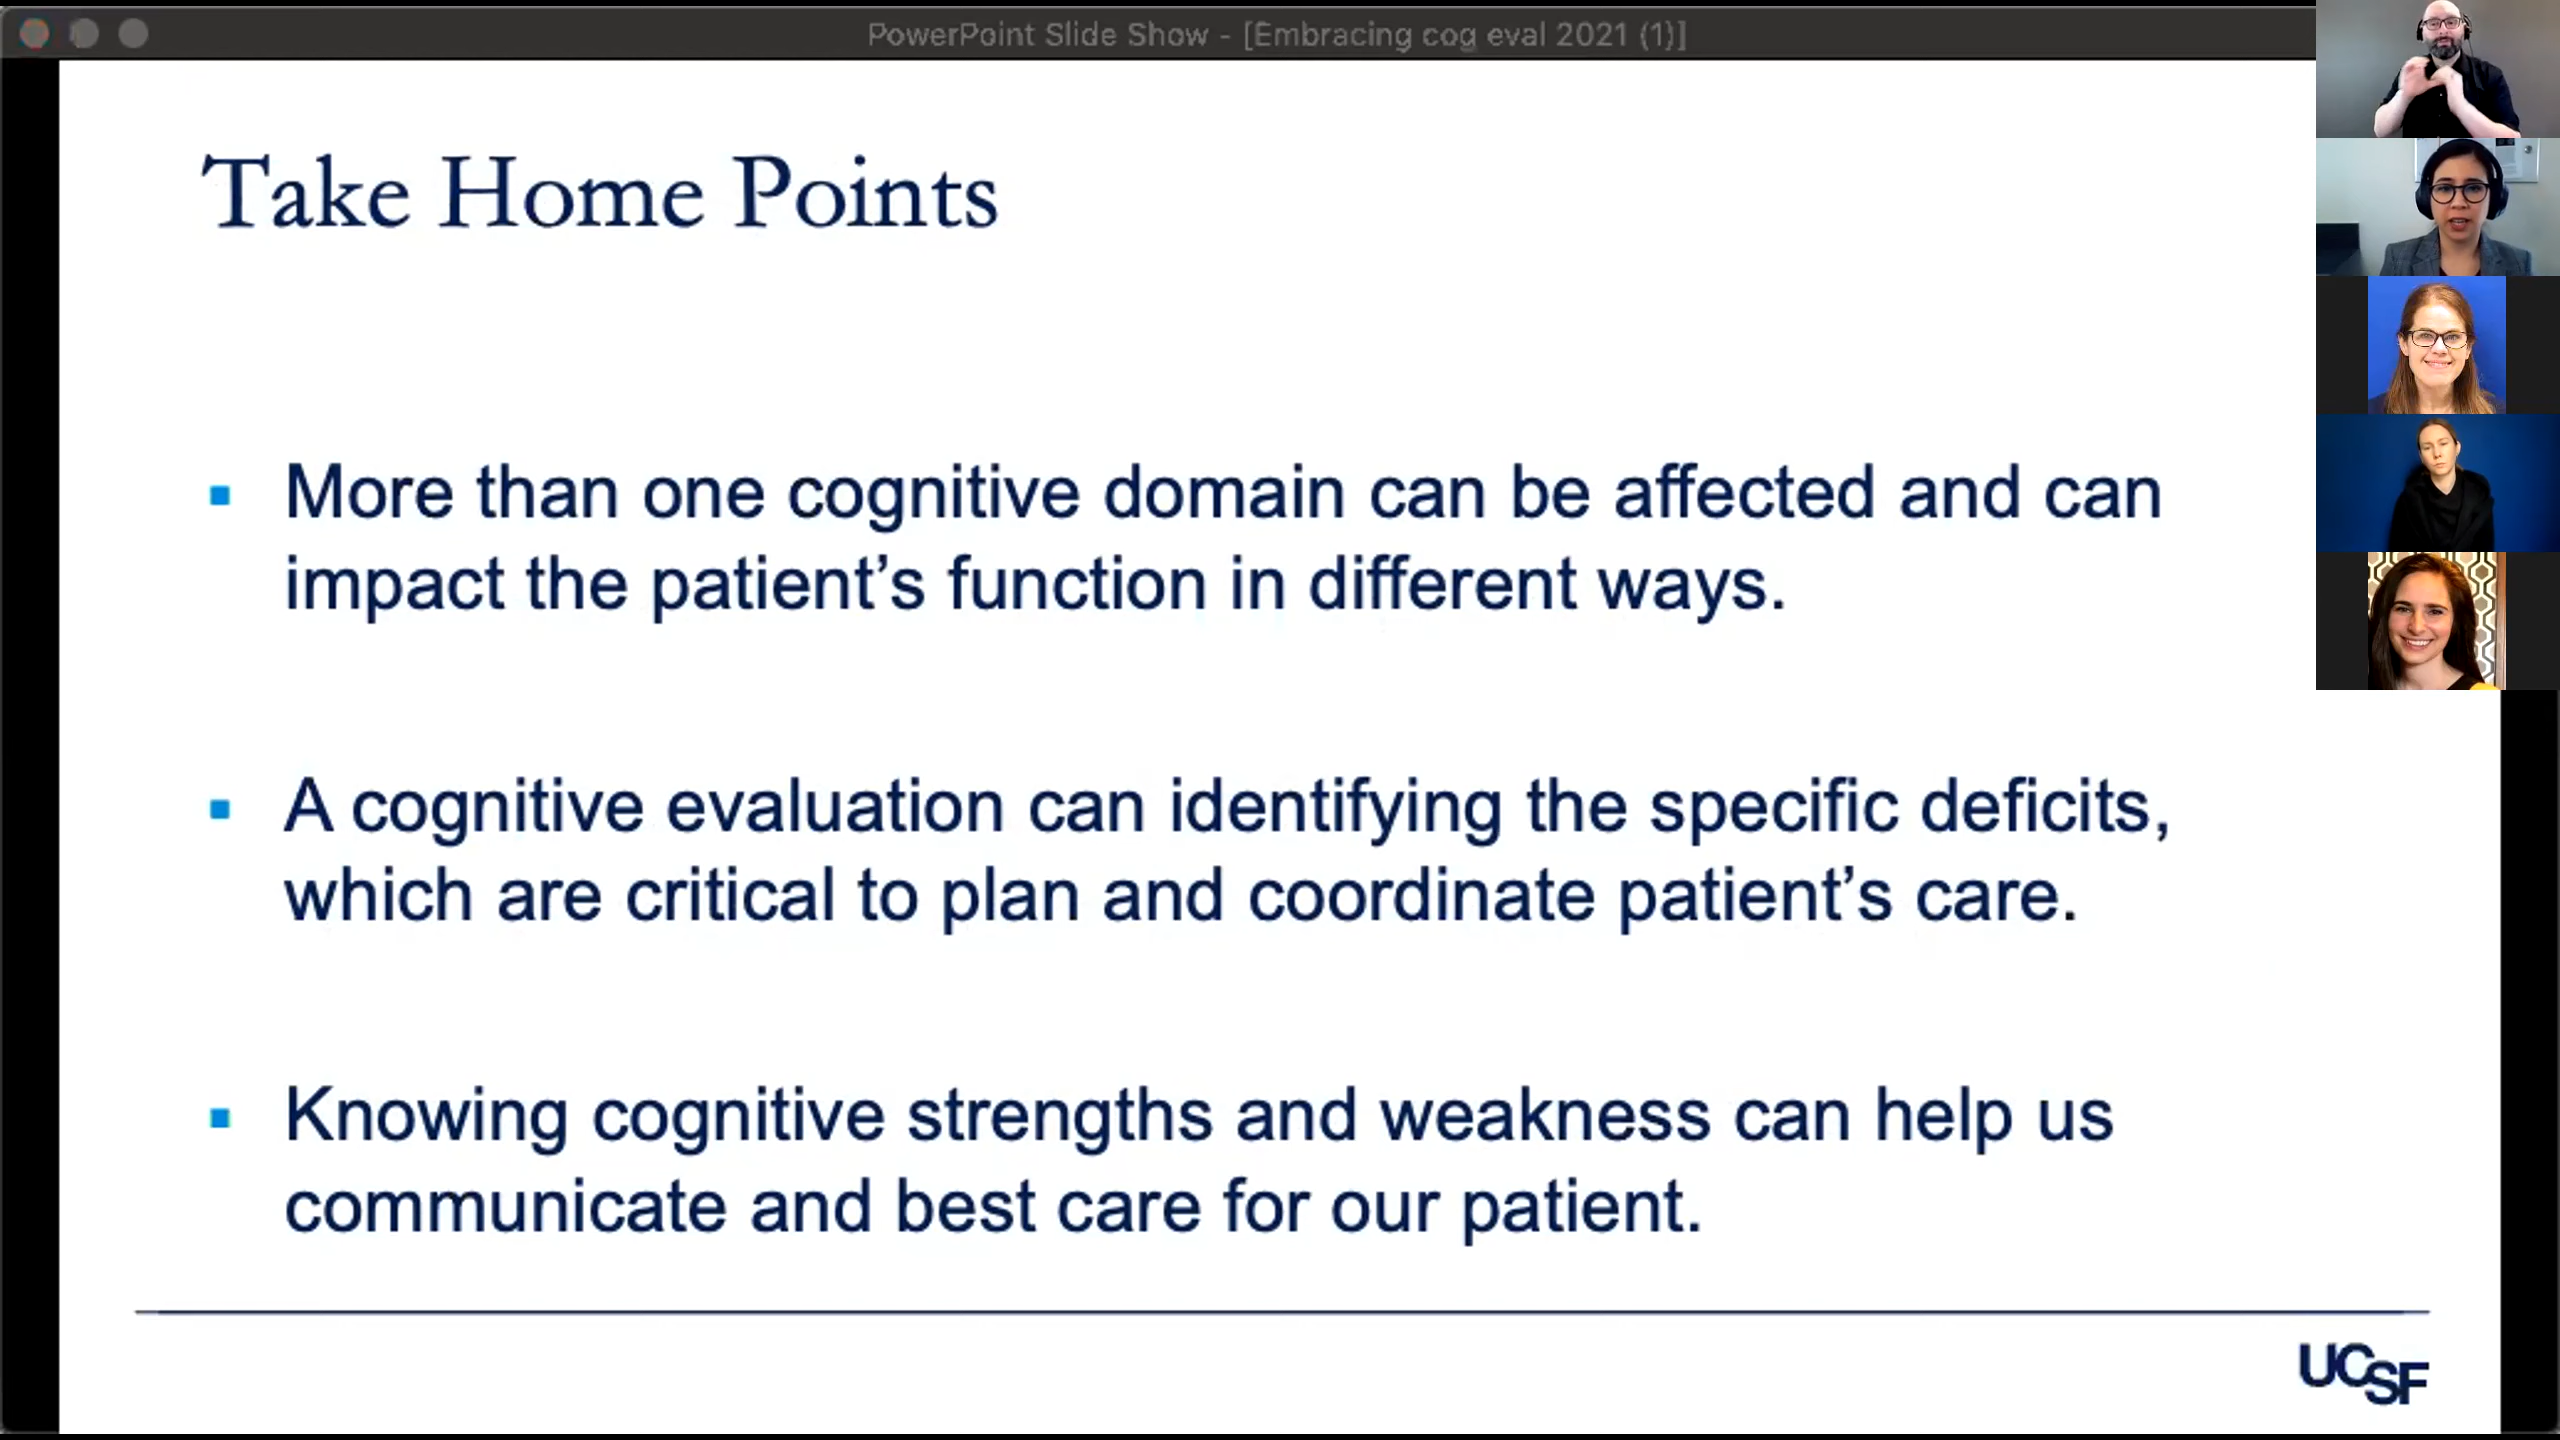 PowerPoint Slide Show - [Embracing cog eval 2021 (1)]
Take Home Points
▪ More than one cognitive domain can be affected and can
impact the patient’s function in different ways.
▪ A cognitive evaluation can identifying the specific deficits,
which are critical to plan and coordinate patient’s care.
▪ Knowing cognitive strengths and weakness can help us
communicate and best care for our patient.
UCSF